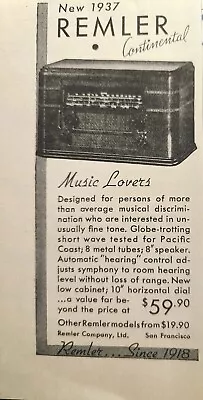 New 1937
REMLER
Continental
Music Lovers
Designed for persons of more
than average musical discrimi-
nation who are interested in un-
usually fine tone. Globe-trotting
short wave tested for Pacific
Coast; 8 metal tubes; 8" speaker.
Automatic "hearing" control ad-
justs symphony to room hearing
level without loss of range. New
low cabinet; 10" horizontal dial
...a value far be-
yond the price at $59.90
Other Remler models from $19.90
Remler Company, Ltd. San Francisco
Remler... Since 1918